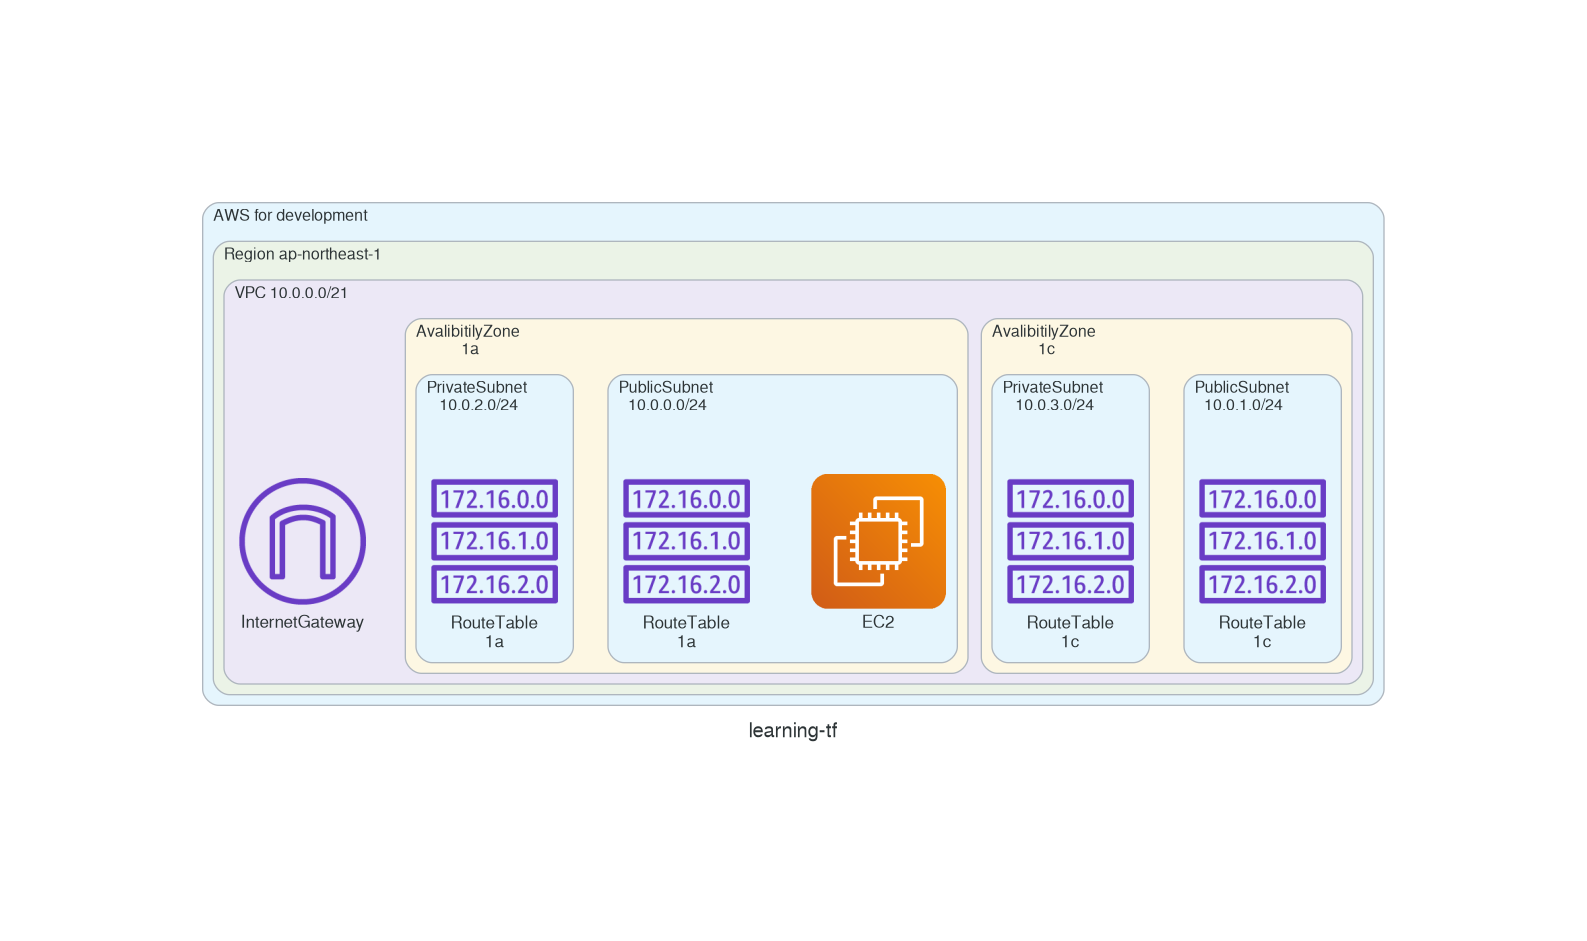 AWS for development
Region ap-northeast-1
VPC 10.0.0.0/21
AvalibitilyZone
1a
PrivateSubnet
10.0.2.0/24
172.16.0.0
172.16.1.0
172.16.2.0
RouteTable
1a
PublicSubnet
10.0.0.0/24
172.16.0.0
172.16.1.0
172.16.2.0
RouteTable
1a
EC2
AvalibitilyZone
1c
PrivateSubnet
10.0.3.0/24
172.16.0.0
172.16.1.0
172.16.2.0
RouteTable
1c
PublicSubnet
10.0.1.0/24
172.16.0.0
172.16.1.0
172.16.2.0
RouteTable
1c
InternetGateway
learning-tf